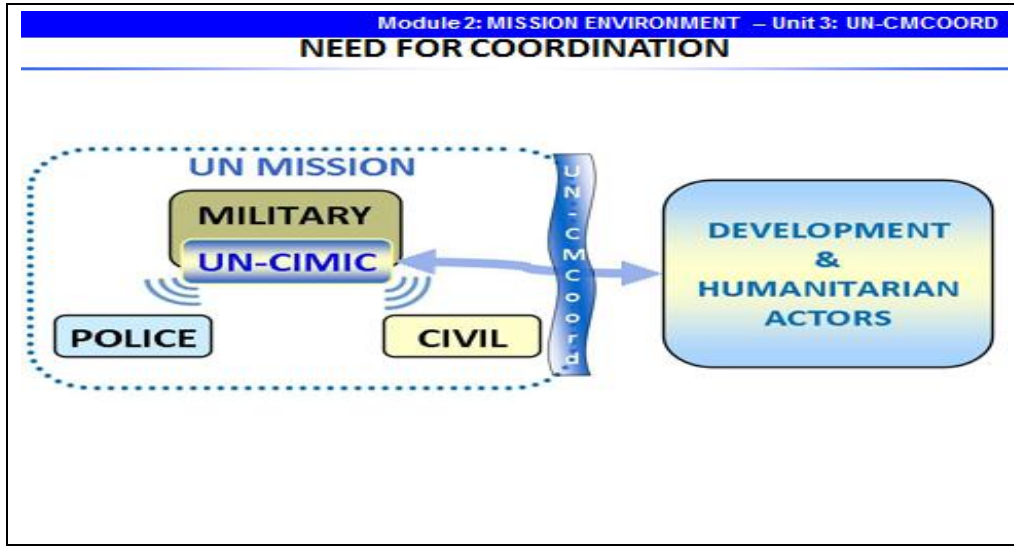 Module 2: MISSION ENVIRONMENT – Unit 3: UN-CMCOORD
NEED FOR COORDINATION
UN MISSION
MILITARY
UN-CIMIC
POLICE
CIVIL
UN-CMCoord
DEVELOPMENT
&
HUMANITARIAN
ACTORS